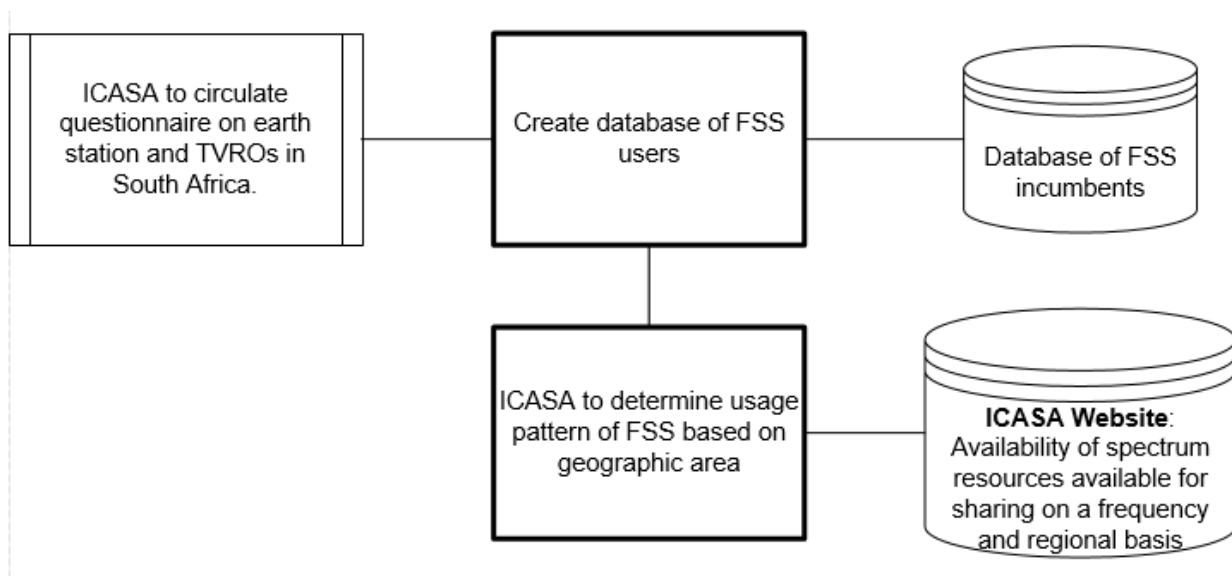 ICASA to circulate
questionnaire on earth
station and TVROs in
South Africa.
Create database of FSS
users
Database of FSS
incumbents
ICASA to determine usage
pattern of FSS based on
geographic area
ICASA Website:
Availability of spectrum
resources available for
sharing on a frequency
and regional basis